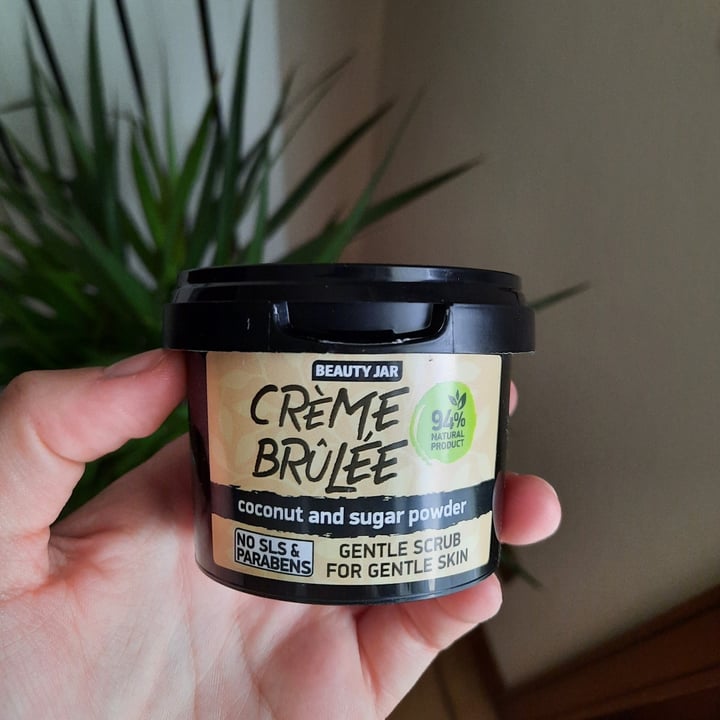 BEAUTY JAR
CRÈME
BRÛLÉE
94%
NATURAL
PRODUCT
coconut and sugar powder
NO SLS &
PARABENS
GENTLE SCRUB
FOR GENTLE SKIN